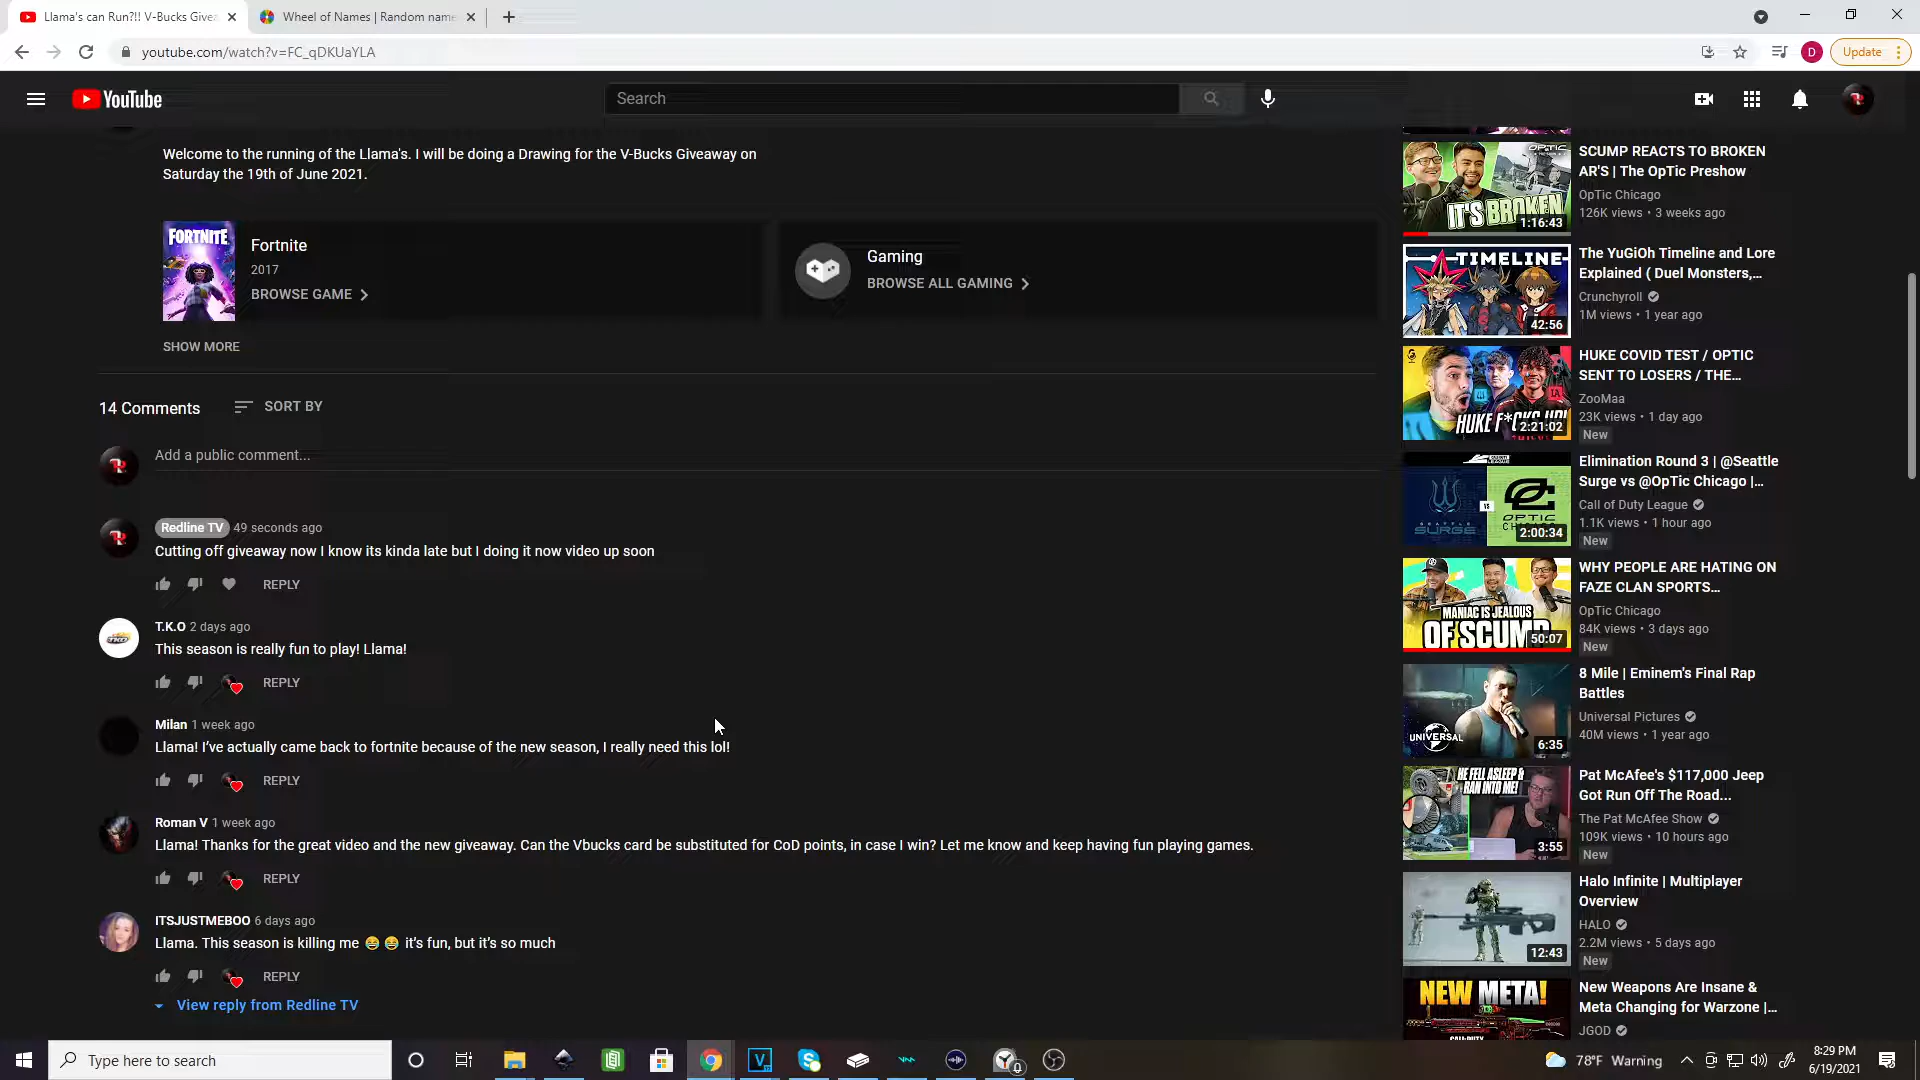 Llama's can Run?!! V-Bucks Givea
Wheel of Names | Random name
youtube.com/watch?v=FC_qDKUaYLA
D
Update
YouTube
Search
Welcome to the running of the Llama's. I will be doing a Drawing for the V-Bucks Giveaway on
Saturday the 19th of June 2021.
FORTNITE
Fortnite
2017
BROWSE GAME
Gaming
BROWSE ALL GAMING
SHOW MORE
14 Comments
SORT BY
Add a public comment...
Redline TV 49 seconds ago
Cutting off giveaway now I know its kinda late but I doing it now video up soon
REPLY
T.K.O 2 days ago
This season is really fun to play! Llama!
REPLY
Milan 1 week ago
Llama! I've actually came back to fortnite because of the new season, I really need this lol!
REPLY
Roman V 1 week ago
Llama! Thanks for the great video and the new giveaway. Can the Vbucks card be substituted for CoD points, in case I win? Let me know and keep having fun playing games.
REPLY
ITSJUSTMEBOO 6 days ago
Llama. This season is killing me 😂 😂 it's fun, but it's so much
REPLY
View reply from Redline TV
IT'S BROKEN
1:16:43
SCUMP REACTS TO BROKEN
AR'S | The OpTic Preshow
OpTic Chicago
126K views • 3 weeks ago
TIMELINE
42:56
The YuGiOh Timeline and Lore
Explained ( Duel Monsters,...
Crunchyroll
1M views • 1 year ago
HUKE F*CKS UP!
2:21:02
HUKE COVID TEST / OPTIC
SENT TO LOSERS / THE...
ZooMaa
23K views • 1 day ago
New
SEATTLE
SURGE
VS
OPTIC
2:00:34
Elimination Round 3 | @Seattle
Surge vs @OpTic Chicago |...
Call of Duty League
1.1K views • 1 hour ago
New
MANIAC IS JEALOUS
OF SCUMP
50:07
WHY PEOPLE ARE HATING ON
FAZE CLAN SPORTS...
OpTic Chicago
84K views • 3 days ago
New
UNIVERSAL
6:35
8 Mile | Eminem's Final Rap
Battles
Universal Pictures
40M views • 1 year ago
HE FELL ASLEEP &
RAN INTO ME!
3:55
Pat McAfee's $117,000 Jeep
Got Run Off The Road...
The Pat McAfee Show
109K views • 10 hours ago
New
12:43
Halo Infinite | Multiplayer
Overview
HALO
2.2M views • 5 days ago
New
NEW META!
New Weapons Are Insane &
Meta Changing for Warzone |...
JGOD
Type here to search
78°F Warning
8:29 PM
6/19/2021